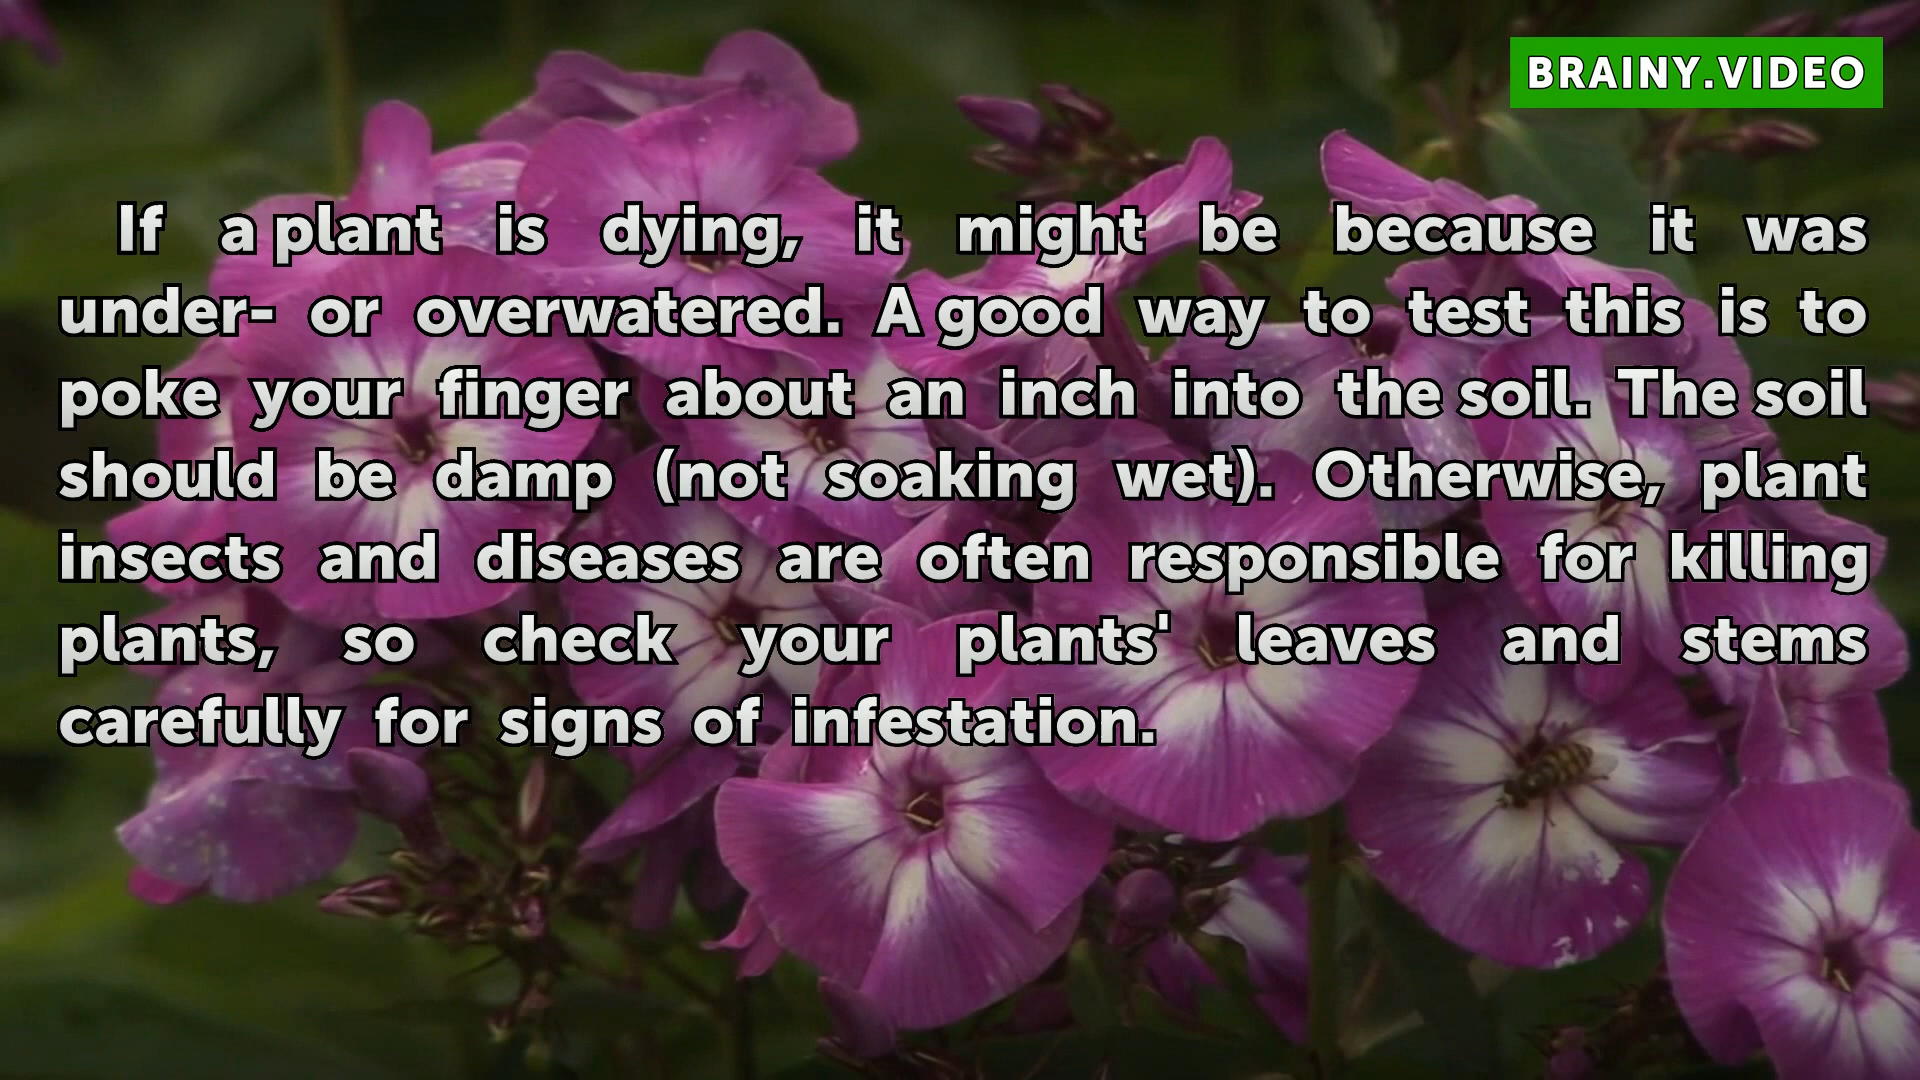 BRAINY.VIDEO
If a plant is dying, it might be because it was
under- or overwatered. A good way to test this is to
poke your finger about an inch into the soil. The soil
should be damp (not soaking wet). Otherwise, plant
insects and diseases are often responsible for killing
plants, so check your plants' leaves and stems
carefully for signs of infestation.